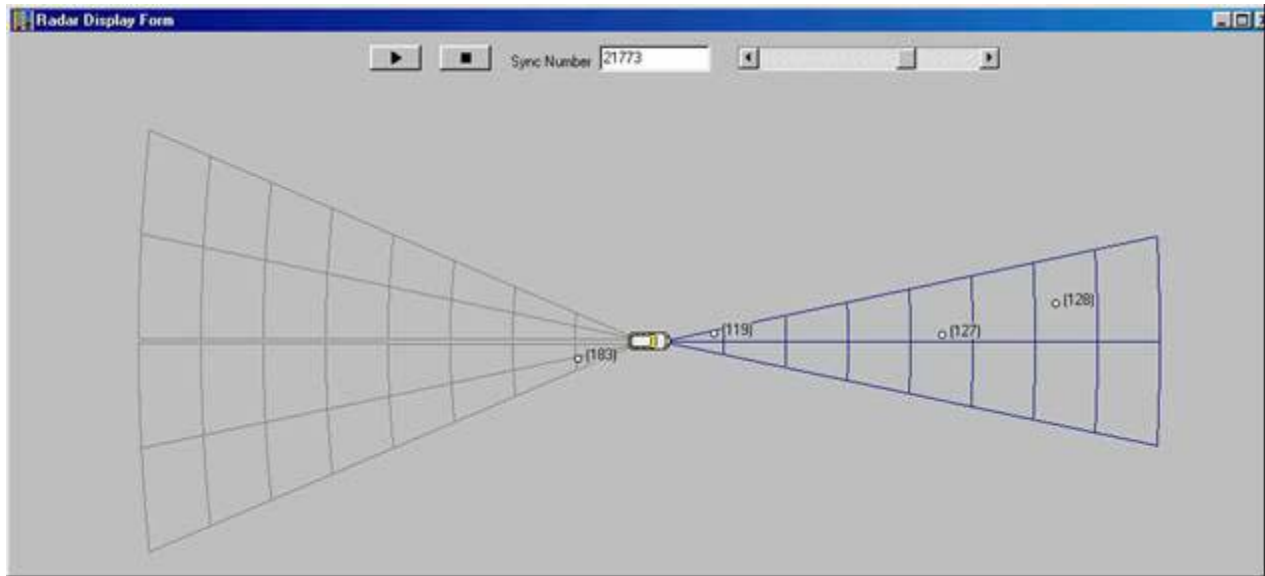 Radar Display Form
Sync Number 21773
(128)
(119)
(127)
(183)